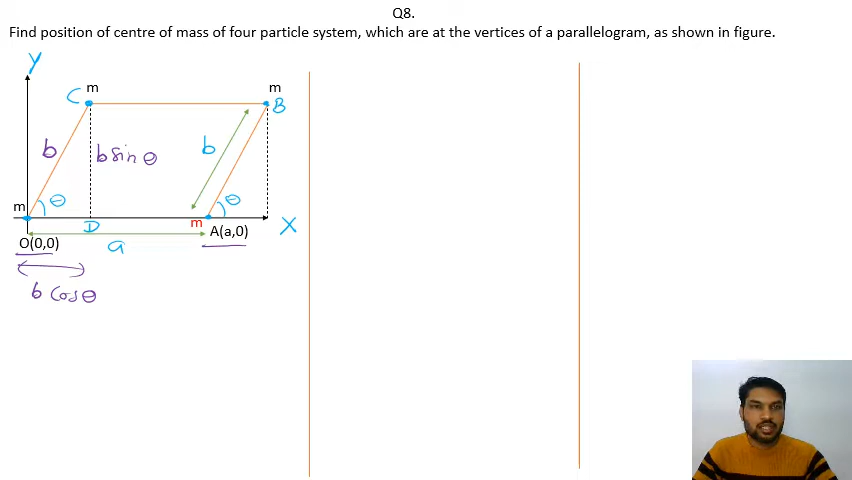 Q8.
Find position of centre of mass of four particle system, which are at the vertices of a parallelogram, as shown in figure.
Y
C m
m
B
b
b sin θ
b
m
θ
θ
m
X
O(0,0)
D
A(a,0)
a
b cos θ